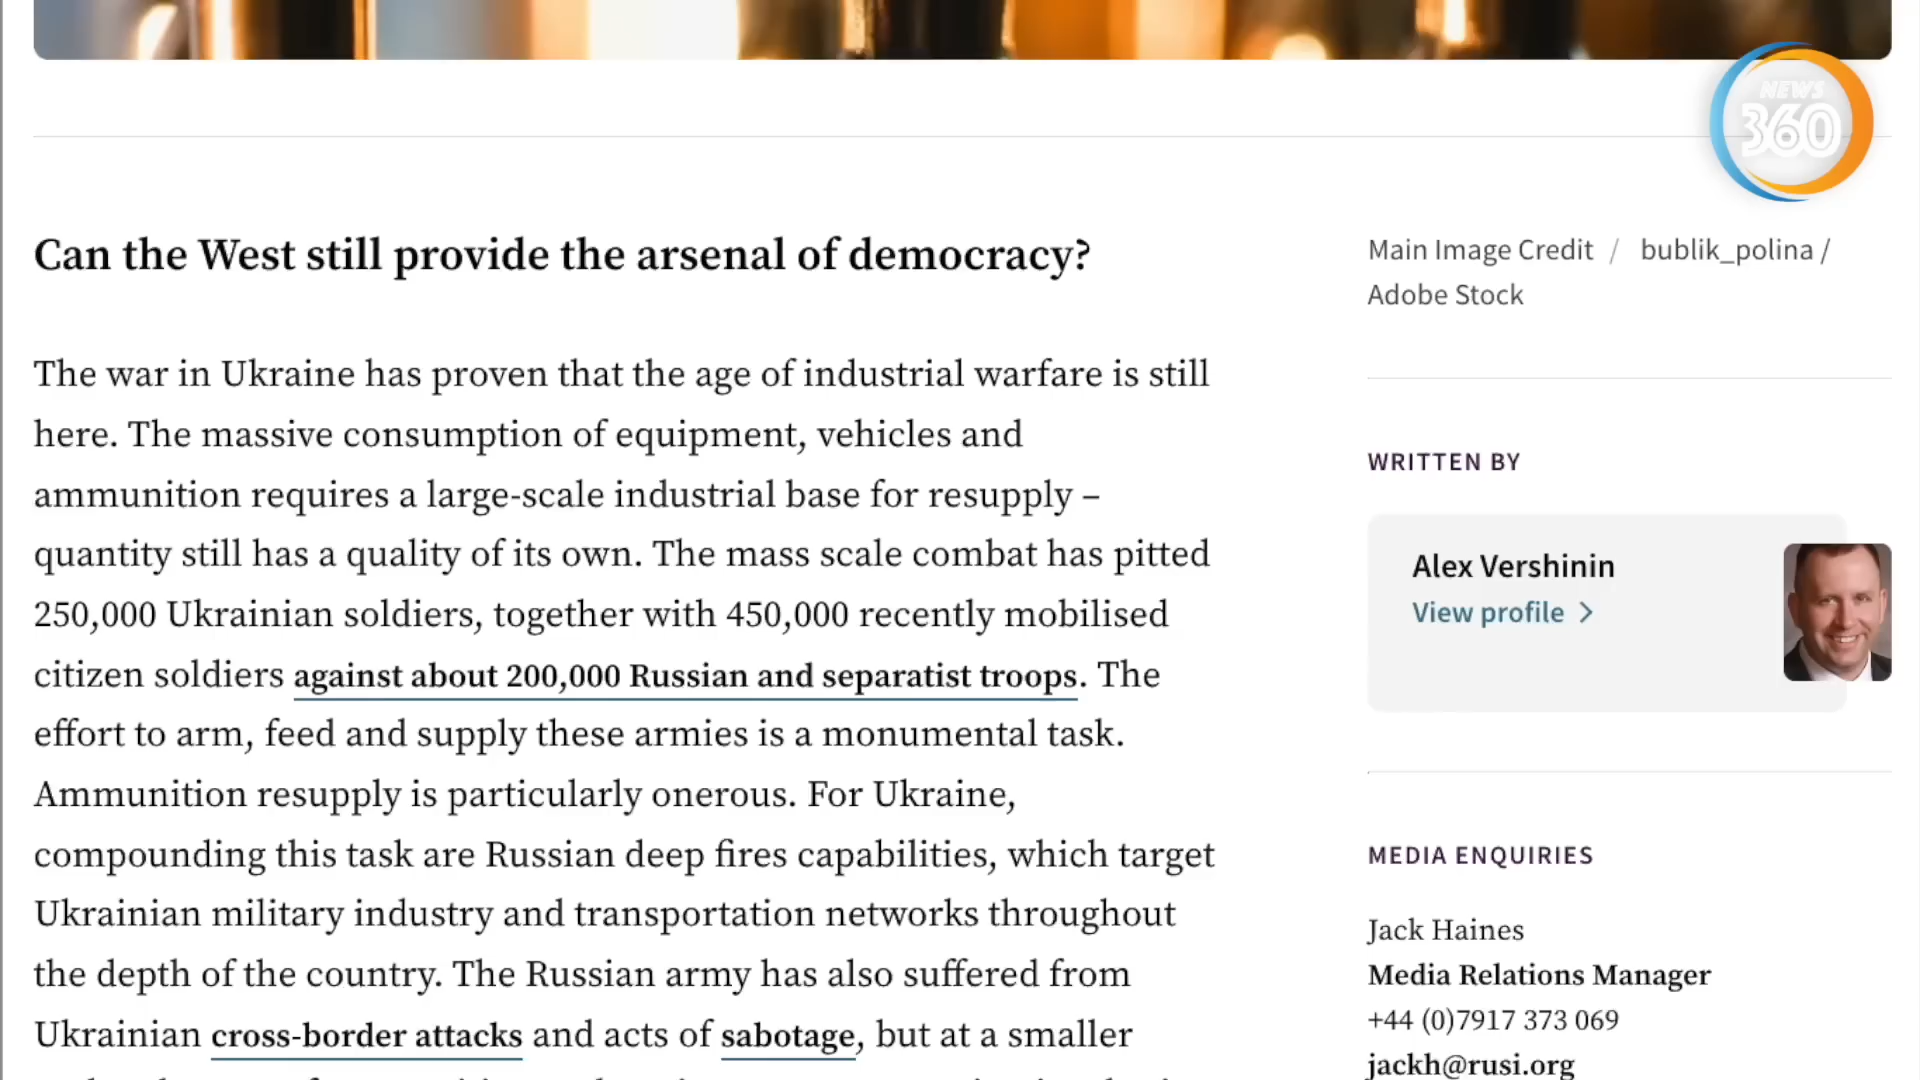 NEWS
360
Can the West still provide the arsenal of democracy?
The war in Ukraine has proven that the age of industrial warfare is still
here. The massive consumption of equipment, vehicles and
ammunition requires a large-scale industrial base for resupply –
quantity still has a quality of its own. The mass scale combat has pitted
250,000 Ukrainian soldiers, together with 450,000 recently mobilised
citizen soldiers against about 200,000 Russian and separatist troops. The
effort to arm, feed and supply these armies is a monumental task.
Ammunition resupply is particularly onerous. For Ukraine,
compounding this task are Russian deep fires capabilities, which target
Ukrainian military industry and transportation networks throughout
the depth of the country. The Russian army has also suffered from
Ukrainian cross-border attacks and acts of sabotage, but at a smaller
Main Image Credit / bublik_polina /
Adobe Stock
WRITTEN BY
Alex Vershinin
View profile
MEDIA ENQUIRIES
Jack Haines
Media Relations Manager
+44 (0)7917 373 069
jackh@rusi.org